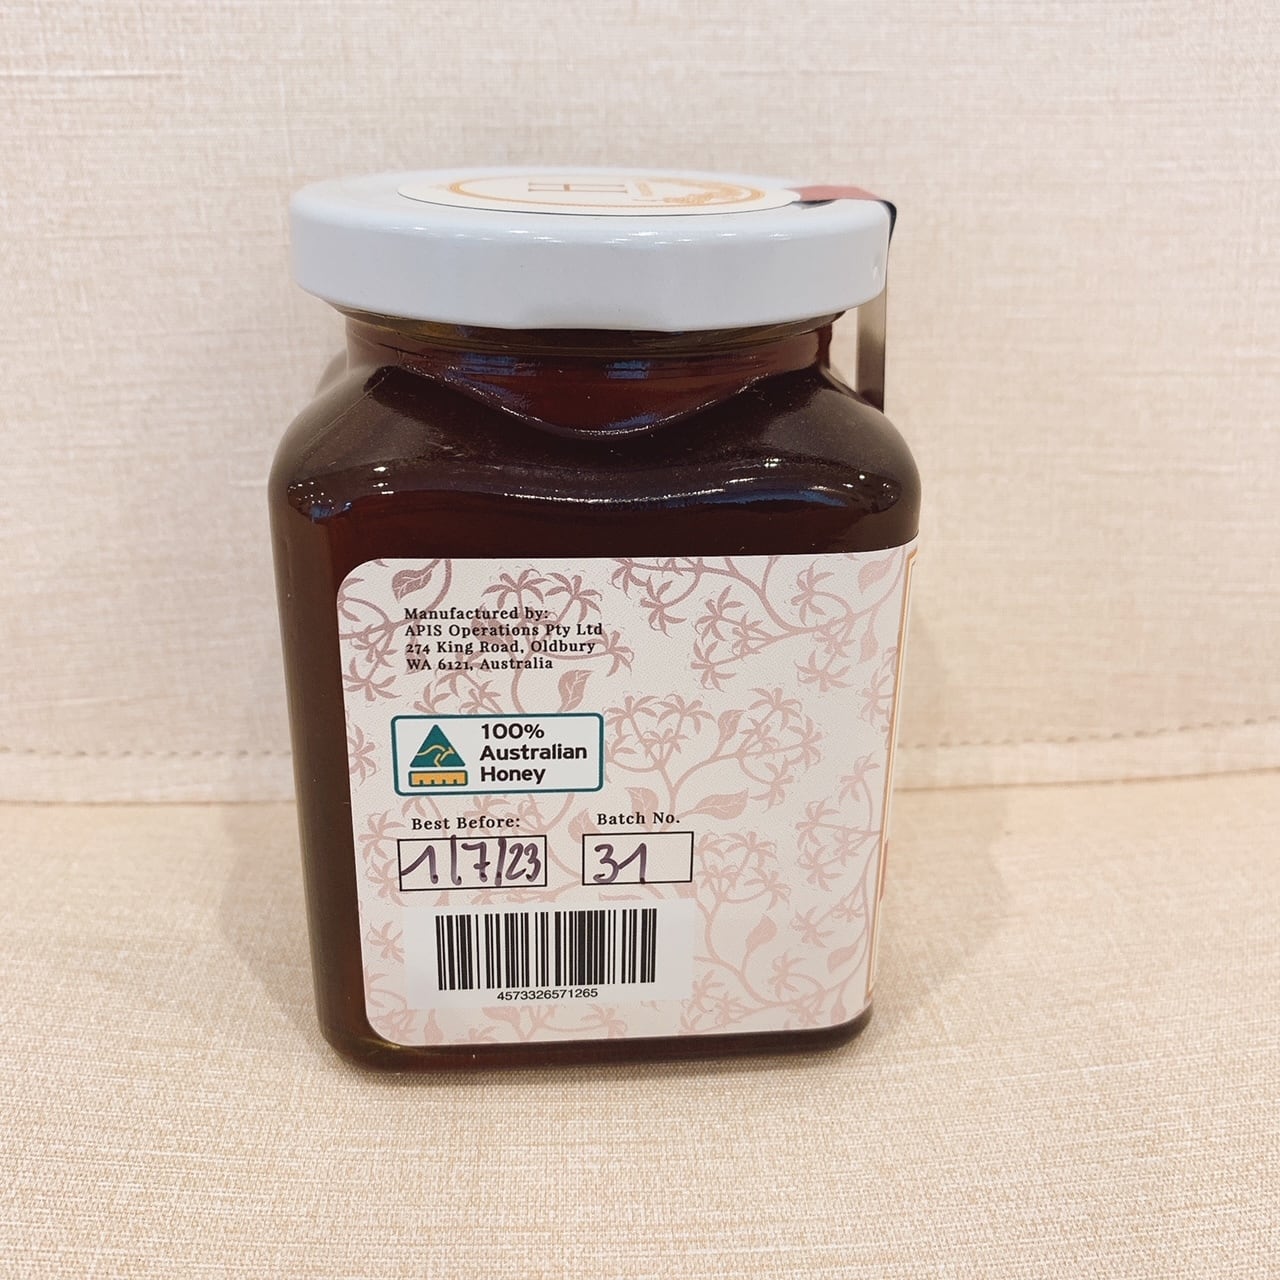 H
Manufactured by:
APIS Operations Pty Ltd
274 King Road, Oldbury
WA 6121, Australia
100%
Australian
Honey
Best Before:
Batch No.
1/7/23
31
4573326571265